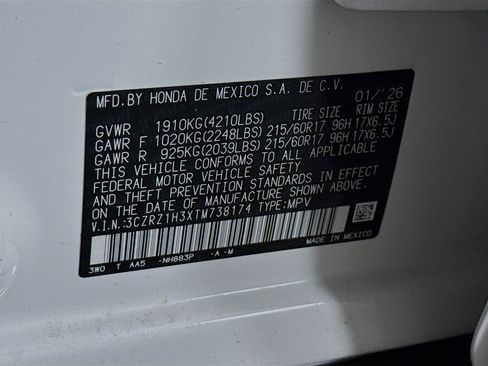 MFD.BY HONDA DE MEXICO S.A. DE C.V.
01/'26
TIRE SIZE RIM SIZE
GVWR 1910KG(4210LBS)
GAWR F 1020KG(2248LBS) 215/60R17 96H 17X6.5J
GAWR R 925KG(2039LBS) 215/60R17 96H 17X6.5J
THIS VEHICLE CONFORMS TO ALL APPLICABLE
FEDERAL MOTOR VEHICLE SAFETY
AND THEFT PREVENTION STANDARDS IN EFFECT
ON THE DATE OF MANUFACTURE SHOWN ABOVE.
V.I.N.:3CZRZ1H3XTM738174 TYPE:MPV
3W0 T AA5 -NH883P -A-M
MADE IN MEXICO